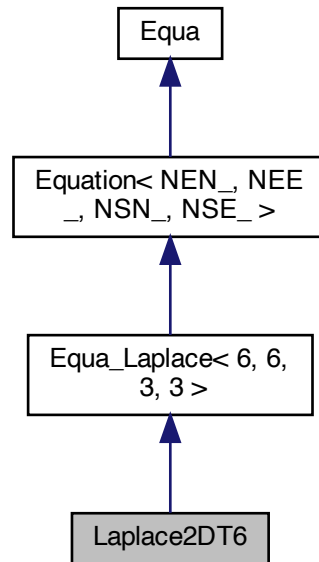 Equa
Equation< NEN_, NEE
_, NSN_, NSE_ >
Equa_Laplace< 6, 6,
3, 3 >
Laplace2DT6